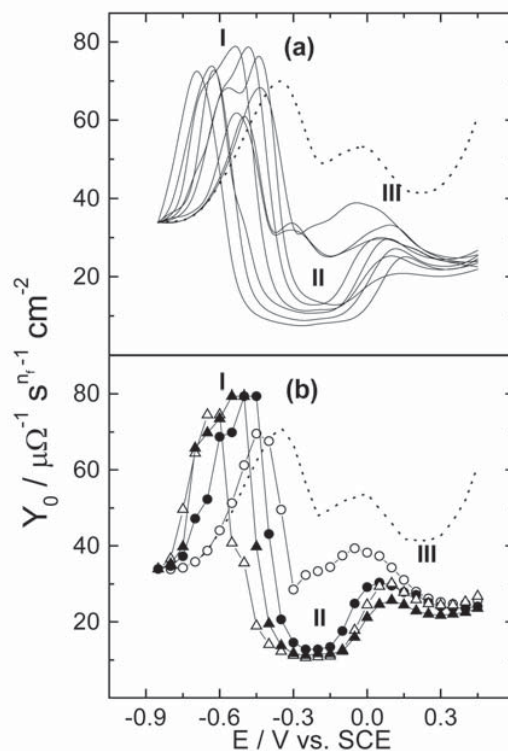 80
60
40
20
I
(a)
III
II
80
60
40
20
I
(b)
III
II
-0.9 -0.6 -0.3 0.0 0.3
E / V vs. SCE
Y₀ / μΩ⁻¹ s^{n_f-1} cm⁻²